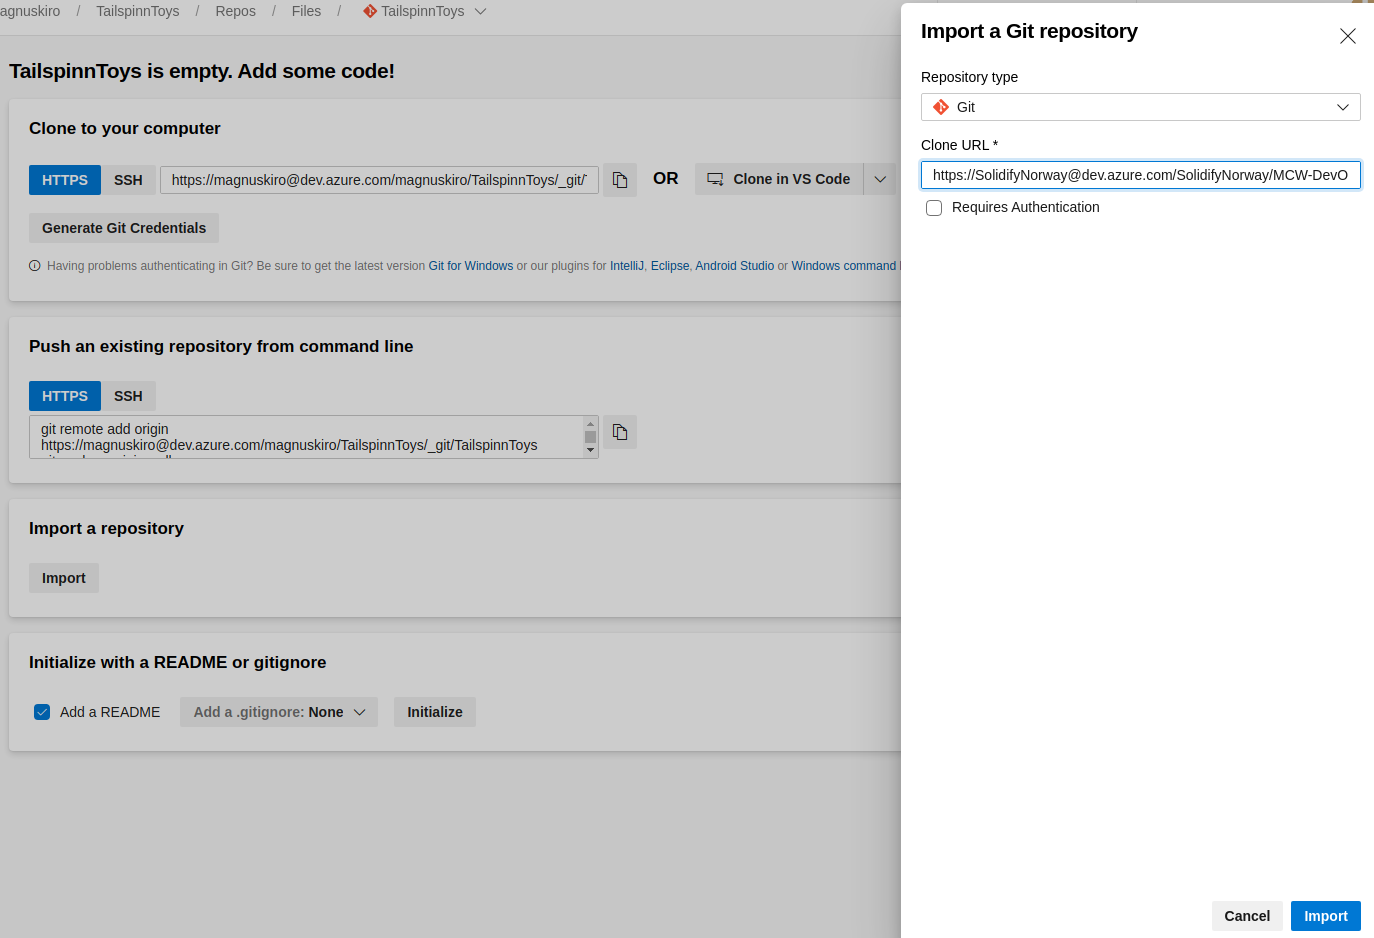 agnuskiro / TailspinnToys / Repos / Files / TailspinnToys
TailspinnToys is empty. Add some code!
Clone to your computer
HTTPS SSH https://magnuskiro@dev.azure.com/magnuskiro/TailspinnToys/_git/ OR Clone in VS Code
Generate Git Credentials
Having problems authenticating in Git? Be sure to get the latest version Git for Windows or our plugins for IntelliJ, Eclipse, Android Studio or Windows command
Push an existing repository from command line
HTTPS SSH
git remote add origin
https://magnuskiro@dev.azure.com/magnuskiro/TailspinnToys/_git/TailspinnToys
Import a repository
Import
Initialize with a README or gitignore
Add a README Add a .gitignore: None Initialize
Import a Git repository
Repository type
Git
Clone URL *
https://SolidifyNorway@dev.azure.com/SolidifyNorway/MCW-DevO
Requires Authentication
Cancel Import